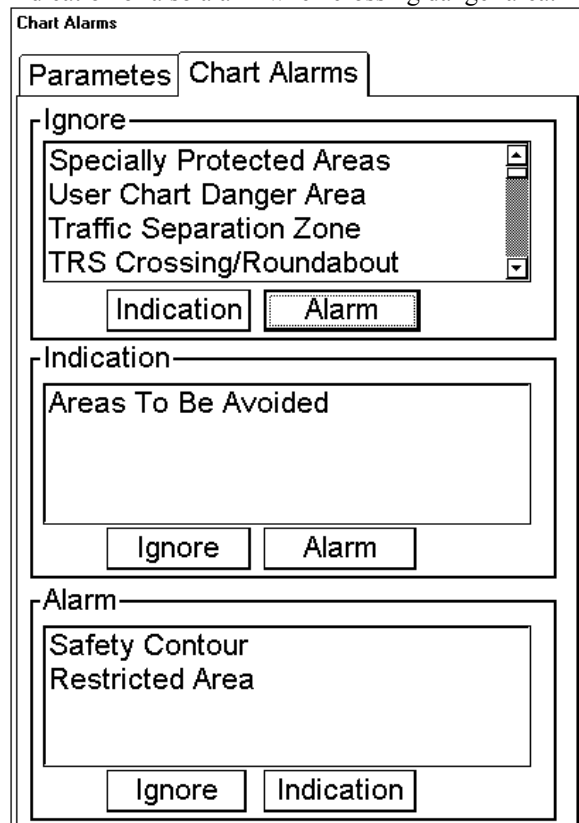 Chart Alarms
Parametes Chart Alarms
Ignore
Specially Protected Areas
User Chart Danger Area
Traffic Separation Zone
TRS Crossing/Roundabout
Indication Alarm
Indication
Areas To Be Avoided
Ignore Alarm
Alarm
Safety Contour
Restricted Area
Ignore Indication